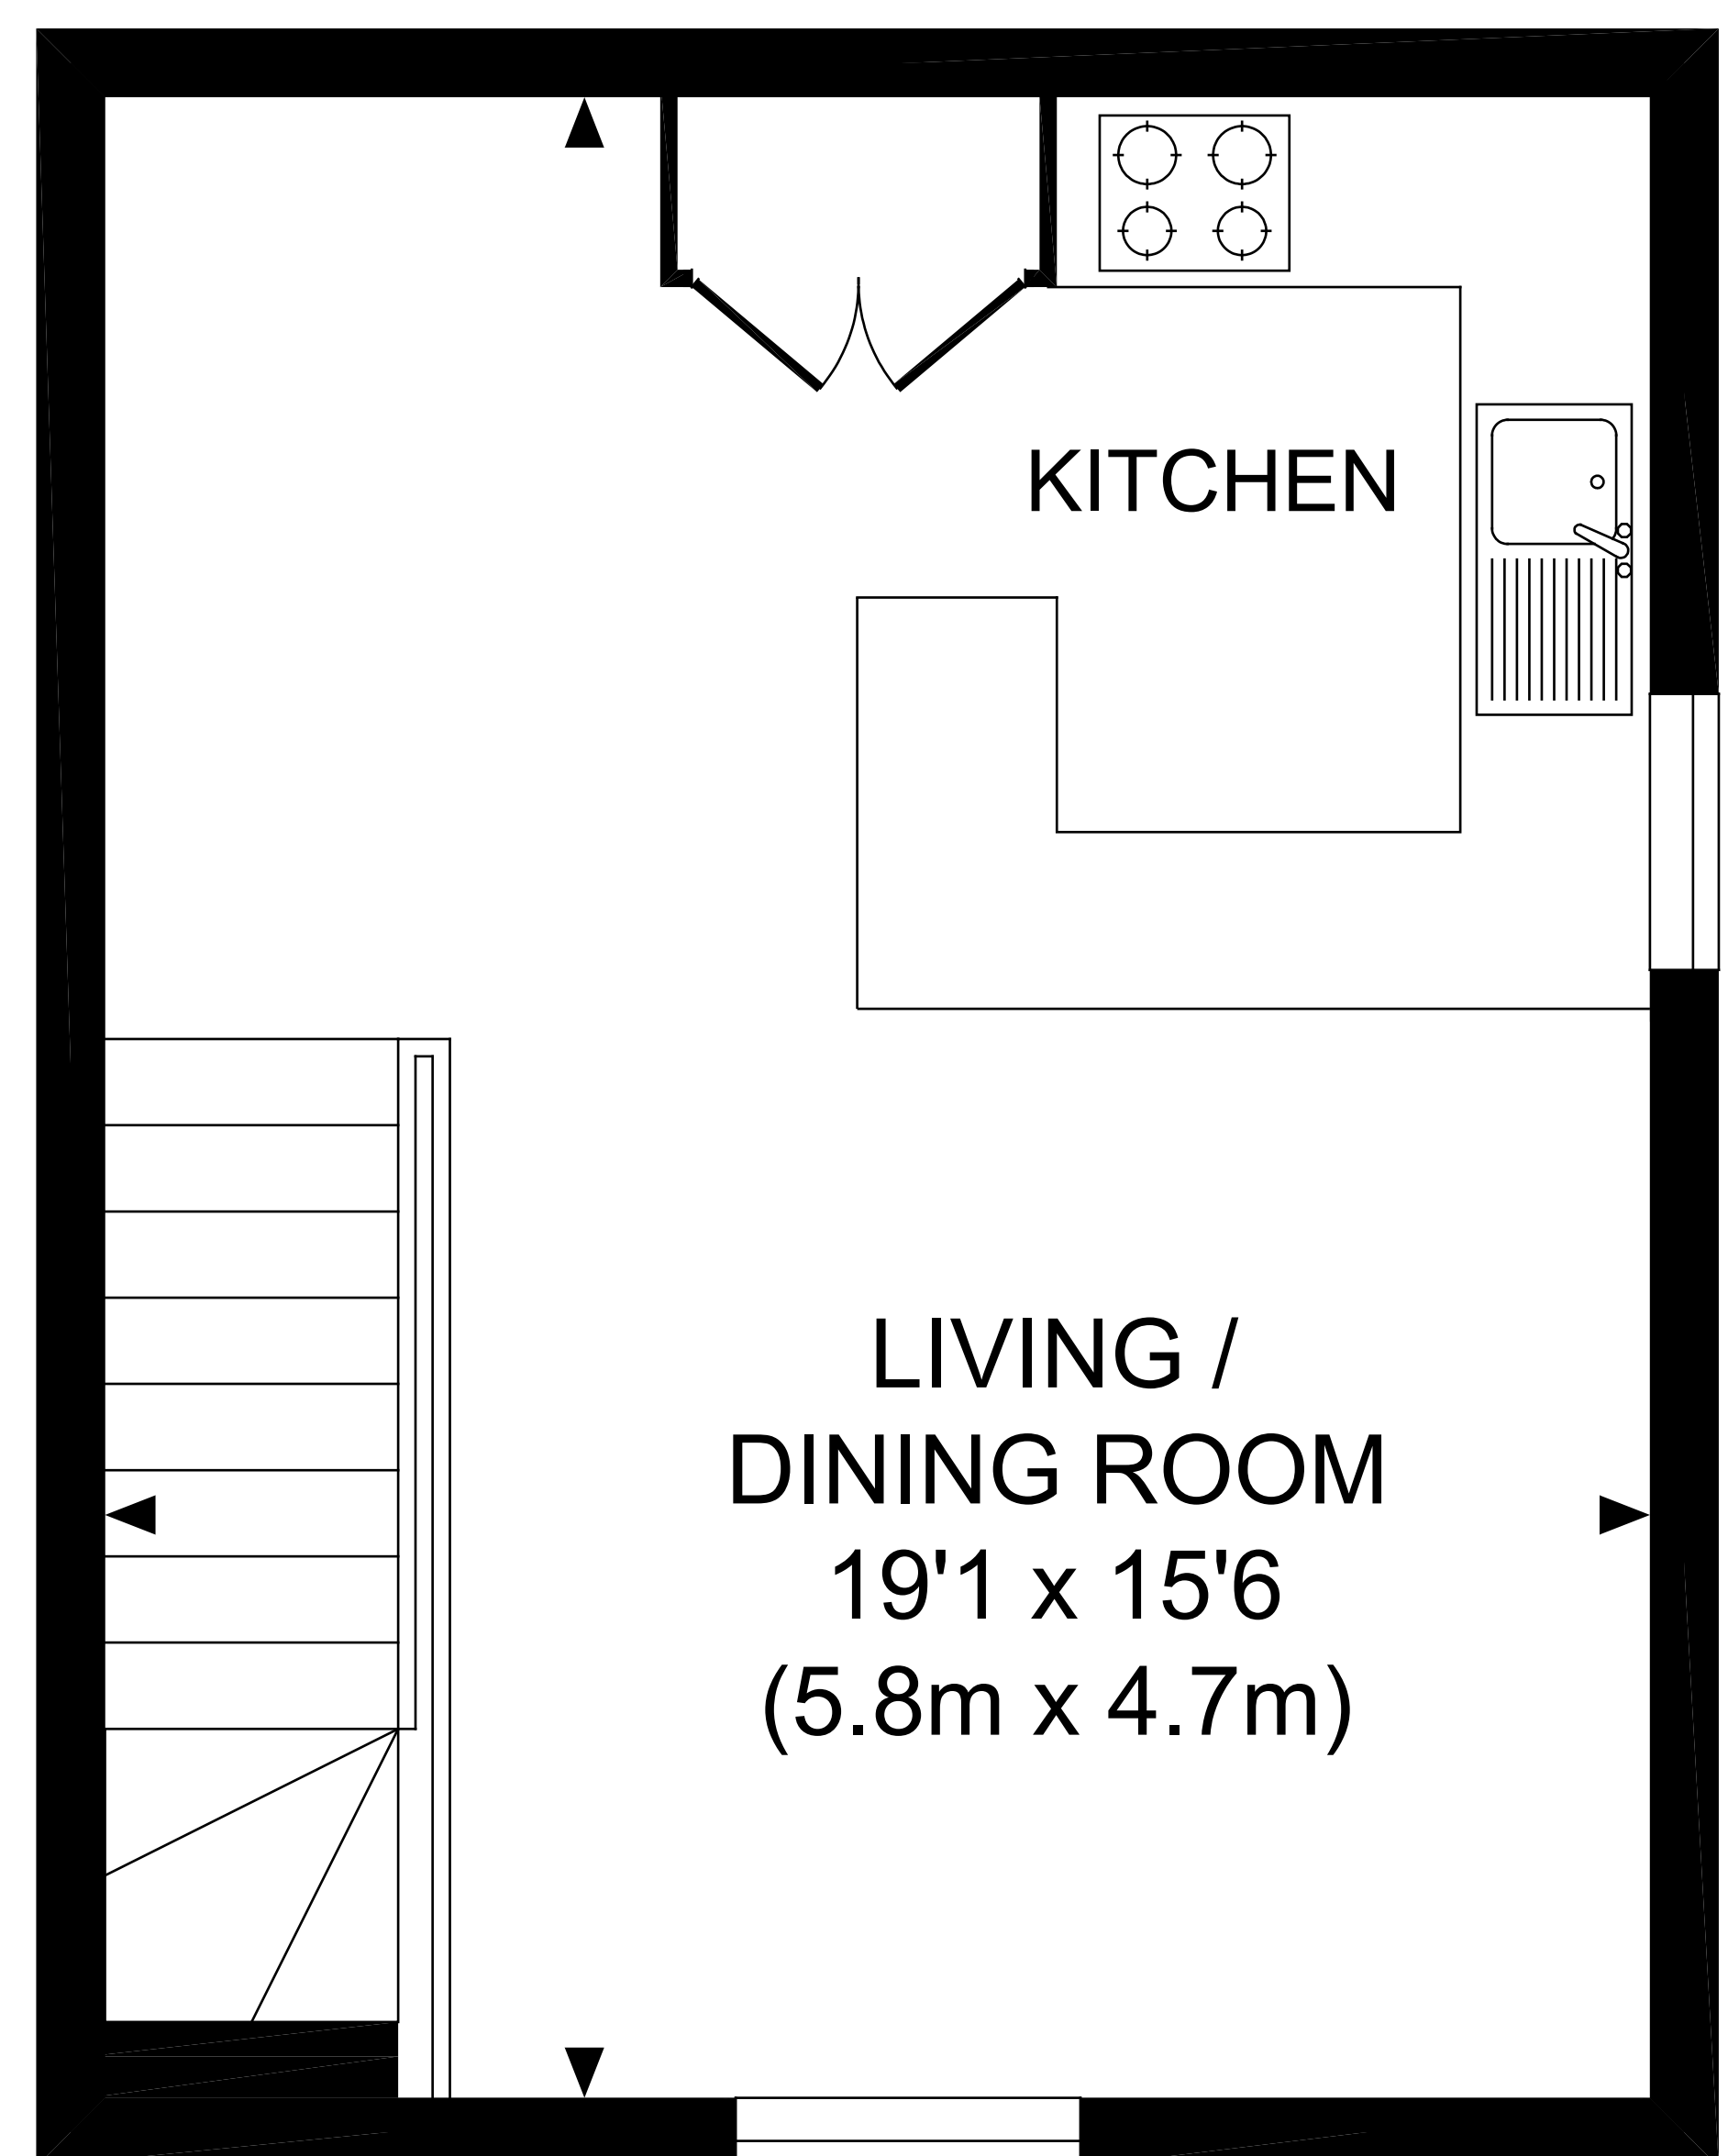 KITCHEN
LIVING /
DINING ROOM
19'1 x 15'6
(5.8m x 4.7m)